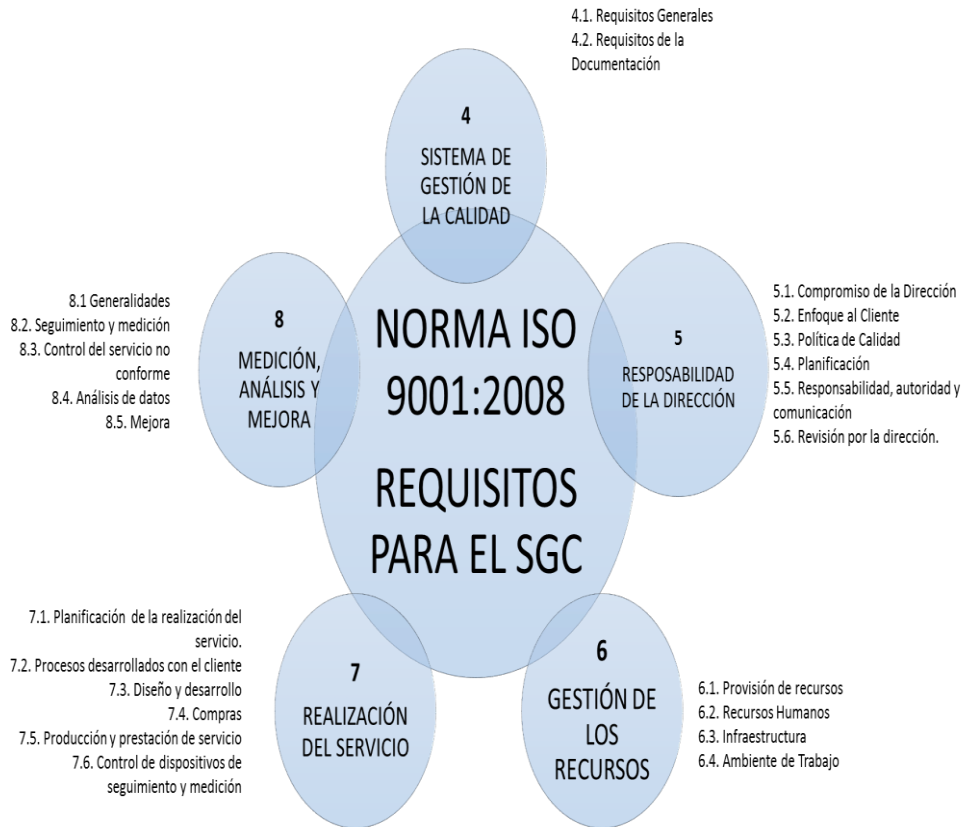 4.1. Requisitos Generales
4.2. Requisitos de la
Documentación
4
SISTEMA DE
GESTIÓN DE
LA CALIDAD
NORMA ISO
9001:2008
REQUISITOS
PARA EL SGC
5
RESPOSABILIDAD
DE LA DIRECCIÓN
5.1. Compromiso de la Dirección
5.2. Enfoque al Cliente
5.3. Política de Calidad
5.4. Planificación
5.5. Responsabilidad, autoridad y
comunicación
5.6. Revisión por la dirección.
6
GESTIÓN DE
LOS
RECURSOS
6.1. Provisión de recursos
6.2. Recursos Humanos
6.3. Infraestructura
6.4. Ambiente de Trabajo
7
REALIZACIÓN
DEL SERVICIO
7.1. Planificación de la realización del
servicio.
7.2. Procesos desarrollados con el cliente
7.3. Diseño y desarrollo
7.4. Compras
7.5. Producción y prestación de servicio
7.6. Control de dispositivos de
seguimiento y medición
8
MEDICIÓN,
ANÁLISIS Y
MEJORA
8.1 Generalidades
8.2. Seguimiento y medición
8.3. Control del servicio no
conforme
8.4. Análisis de datos
8.5. Mejora